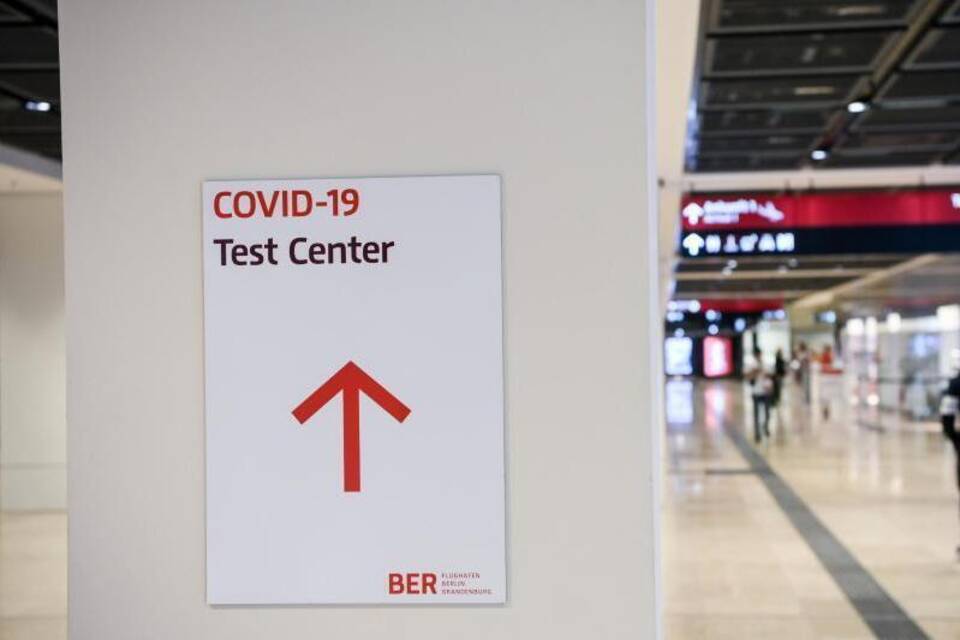 COVID-19
Test Center
BER
FLUGHAFEN
BERLIN
BRANDENBURG